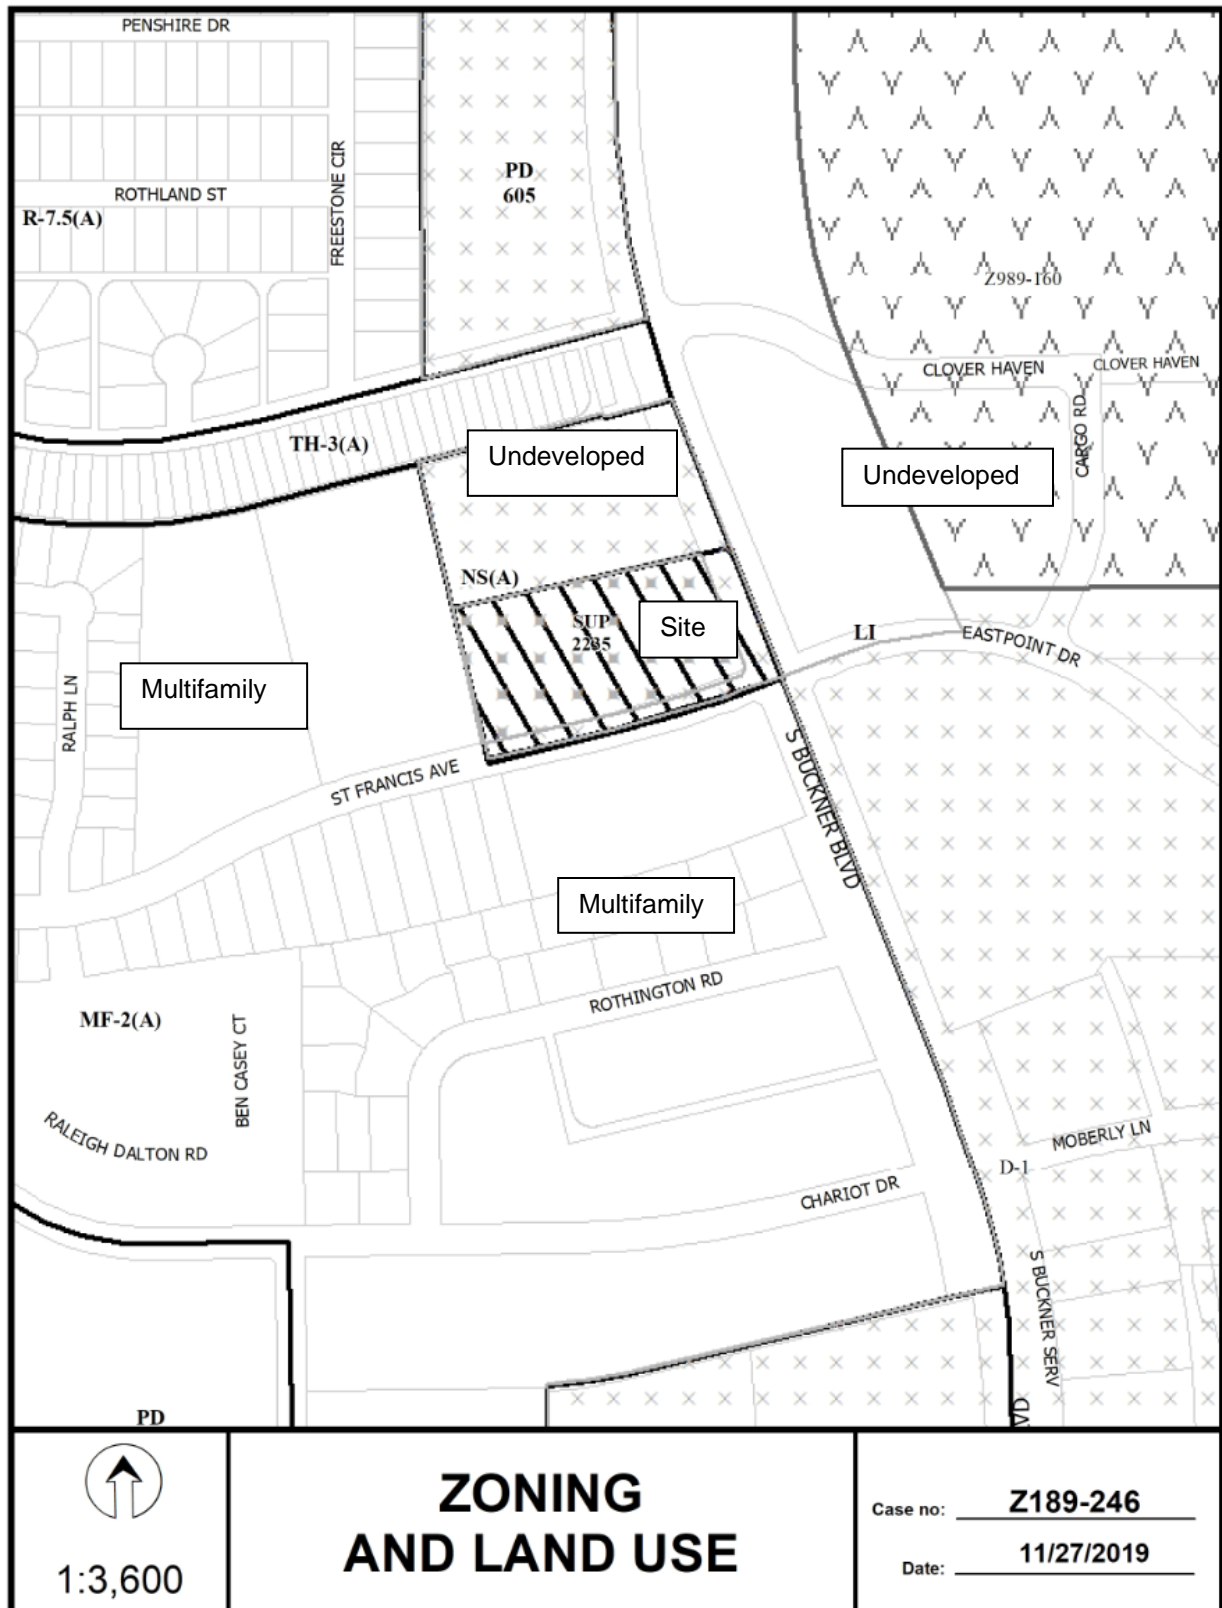 PENSHIRE DR
ROTHLAND ST
R-7.5(A)
FREESTONE CIR
PD
605
Z989-160
CLOVER HAVEN
CLOVER HAVEN
CARGO RD
TH-3(A)
Undeveloped
Undeveloped
NS(A)
SUP
2235
Site
LI
EASTPOINT DR
Multifamily
RALPH LN
ST FRANCIS AVE
S BUCKNER BLVD
Multifamily
ROTHINGTON RD
MF-2(A)
BEN CASEY CT
RALEIGH DALTON RD
MOBERLY LN
D-1
CHARIOT DR
S BUCKNER SERV
PD
VD
1:3,600
ZONING
AND LAND USE
Case no: Z189-246
Date: 11/27/2019